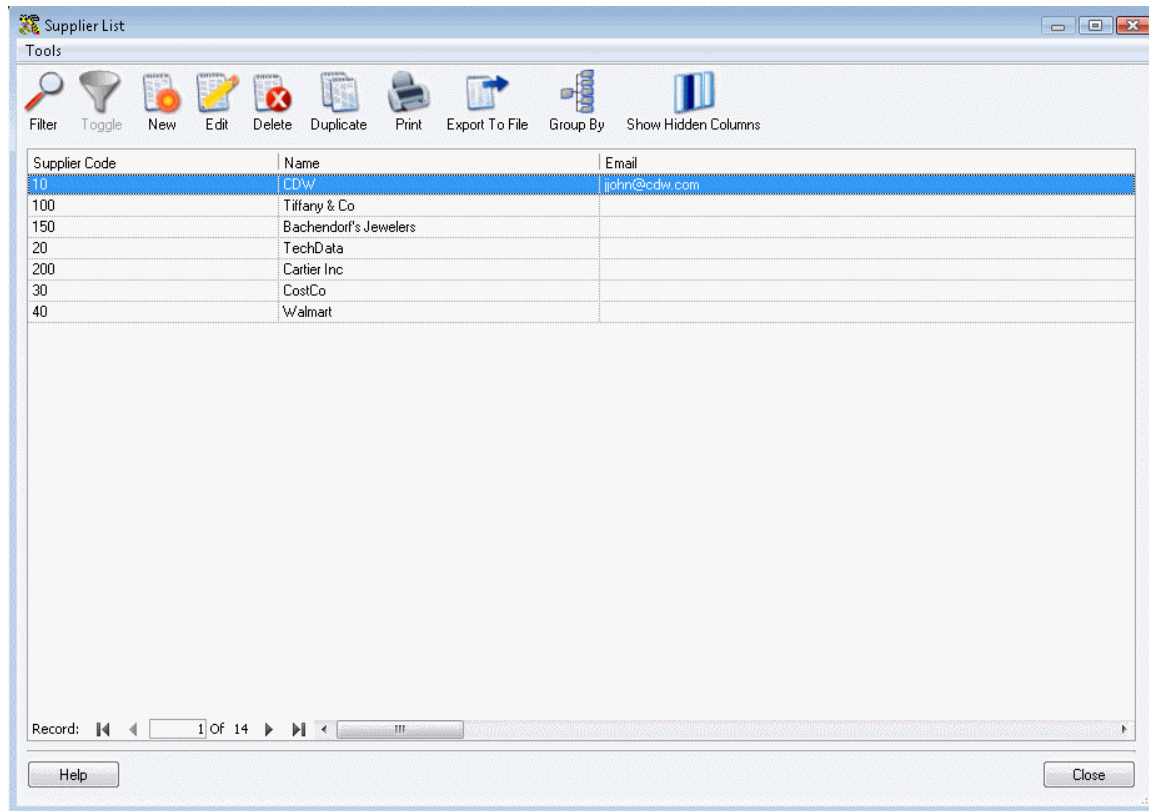 Supplier List
Tools
Filter Toggle New Edit Delete Duplicate Print Export To File Group By Show Hidden Columns
Supplier Code Name Email
10 CDW jjohn@cdw.com
100 Tiffany & Co
150 Bachendorf's Jewelers
20 TechData
200 Cartier Inc
30 CostCo
40 Walmart
Record: 1 Of 14
Help Close